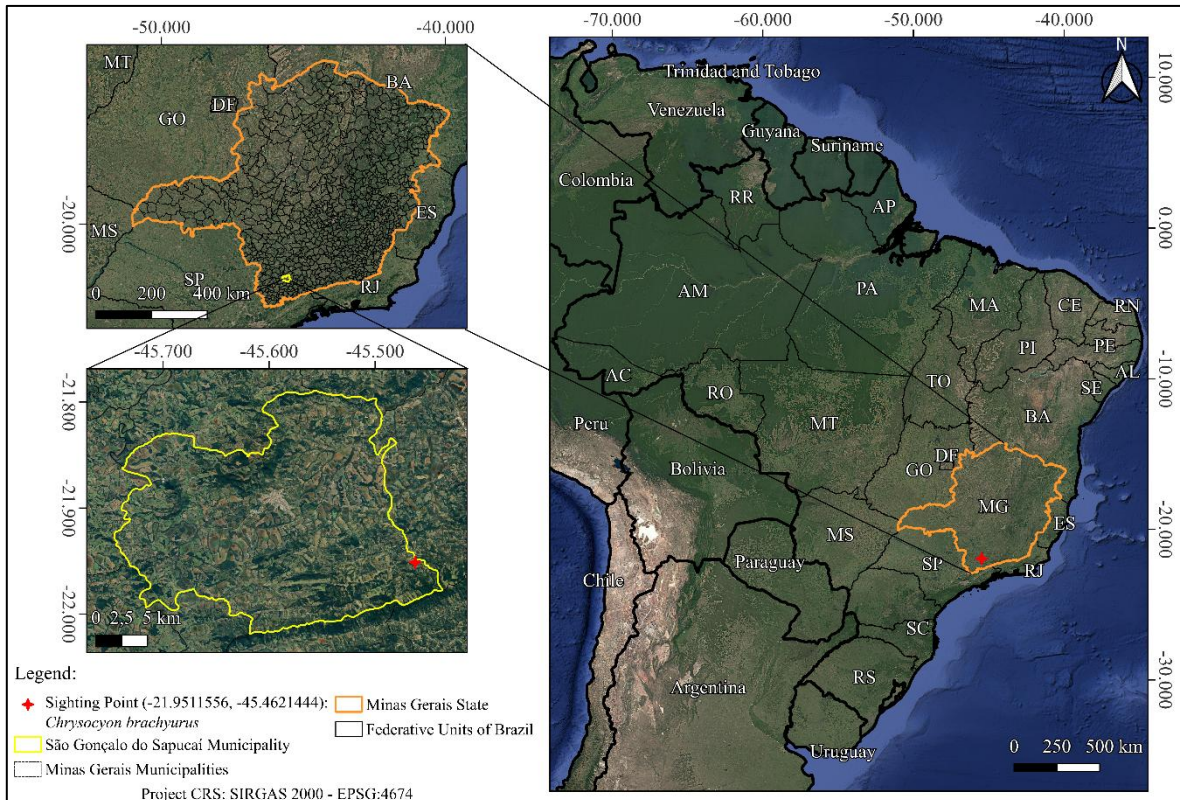 -50.000
-40.000
MT
DF
BA
GO
-20.000
MS
ES
SP
RJ
0 200 400 km
-45.700 -45.600 -45.500
-21.800
-21.900
-22.000
0 2,5 5 km
Legend:
Sighting Point (-21.9511556, -45.4621444):
Chrysocyon brachyurus
São Gonçalo do Sapucaí Municipality
Minas Gerais Municipalities
Minas Gerais State
Federative Units of Brazil
Project CRS: SIRGAS 2000 - EPSG:4674
-70.000 -60.000 -50.000 -40.000
N
10.000
0.000
-10.000
-20.000
-30.000
Trinidad and Tobago
Venezuela
Guyana
Suriname
Colombia
RR
AP
AM
PA
MA
CE
RN
PI
PE
AL
SE
AC
RO
TO
BA
Peru
MT
Bolivia
GO
DF
MG
ES
MS
SP
RJ
Paraguay
Chile
SC
RS
Argentina
Uruguay
0 250 500 km